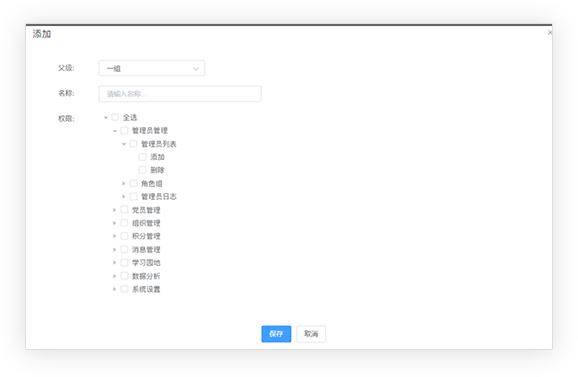 添加
父级: 一组
名称: 请输入名称...
权限: 全选
管理员管理
管理员列表
添加
删除
角色组
管理员日志
党员管理
组织管理
积分管理
消息管理
学习园地
数据分析
系统设置
保存 取消